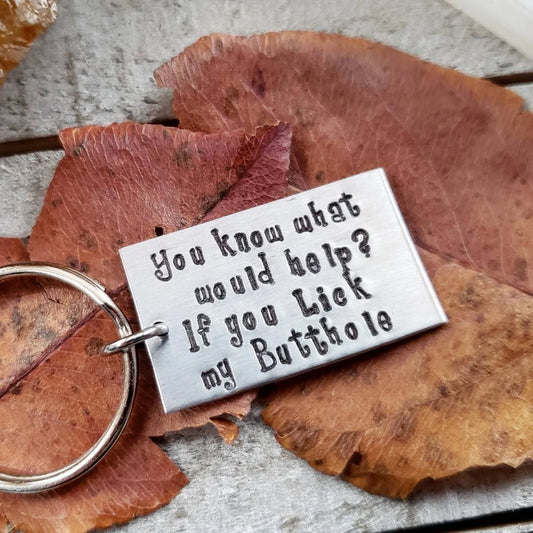 You know what
would help?
If you Lick
my Butthole